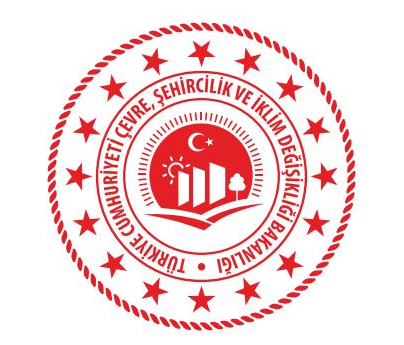 TÜRKİYE CUMHURİYETİ ÇEVRE, ŞEHİRCİLİK VE İKLİM DEĞİŞİKLİĞİ BAKANLIĞI •